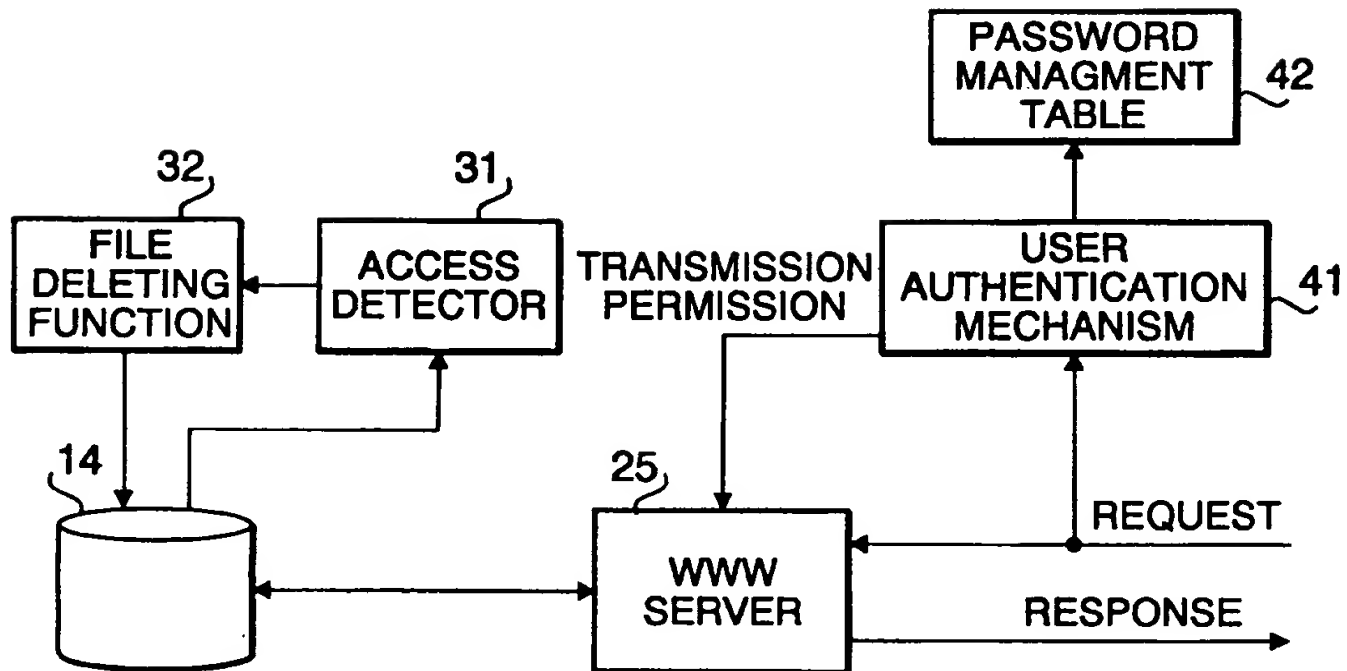 PASSWORD
MANAGMENT
TABLE
42
32
31
FILE
DELETING
FUNCTION
ACCESS
DETECTOR
TRANSMISSION
PERMISSION
USER
AUTHENTICATION
MECHANISM
41
14
25
REQUEST
WWW
SERVER
RESPONSE